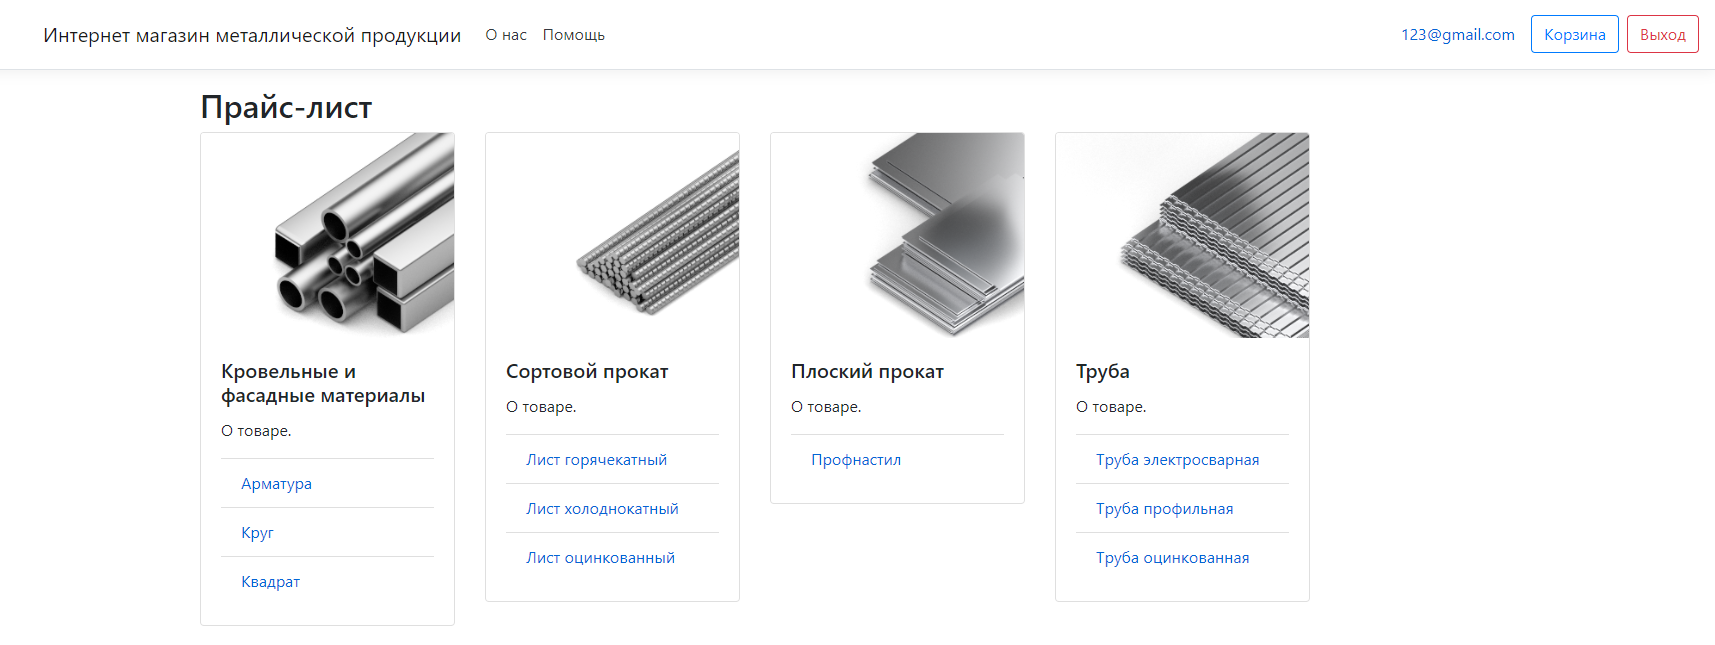 Интернет магазин металлической продукции О нас Помощь 123@gmail.com Корзина Выход
Прайс-лист
Кровельные и
фасадные материалы
О товаре.
Арматура
Круг
Квадрат
Сортовой прокат
О товаре.
Лист горячекатный
Лист холоднокатный
Лист оцинкованный
Плоский прокат
О товаре.
Профнастил
Труба
О товаре.
Труба электросварная
Труба профильная
Труба оцинкованная